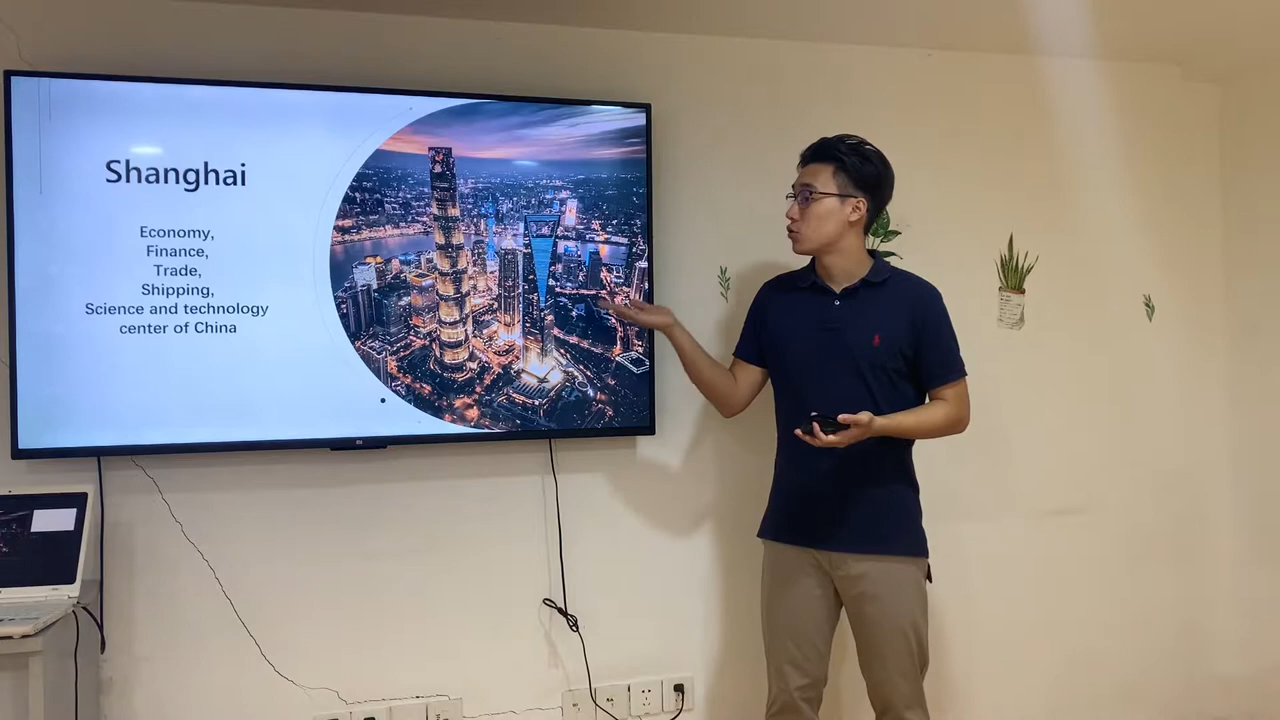 Shanghai
Economy,
Finance,
Trade,
Shipping,
Science and technology
center of China